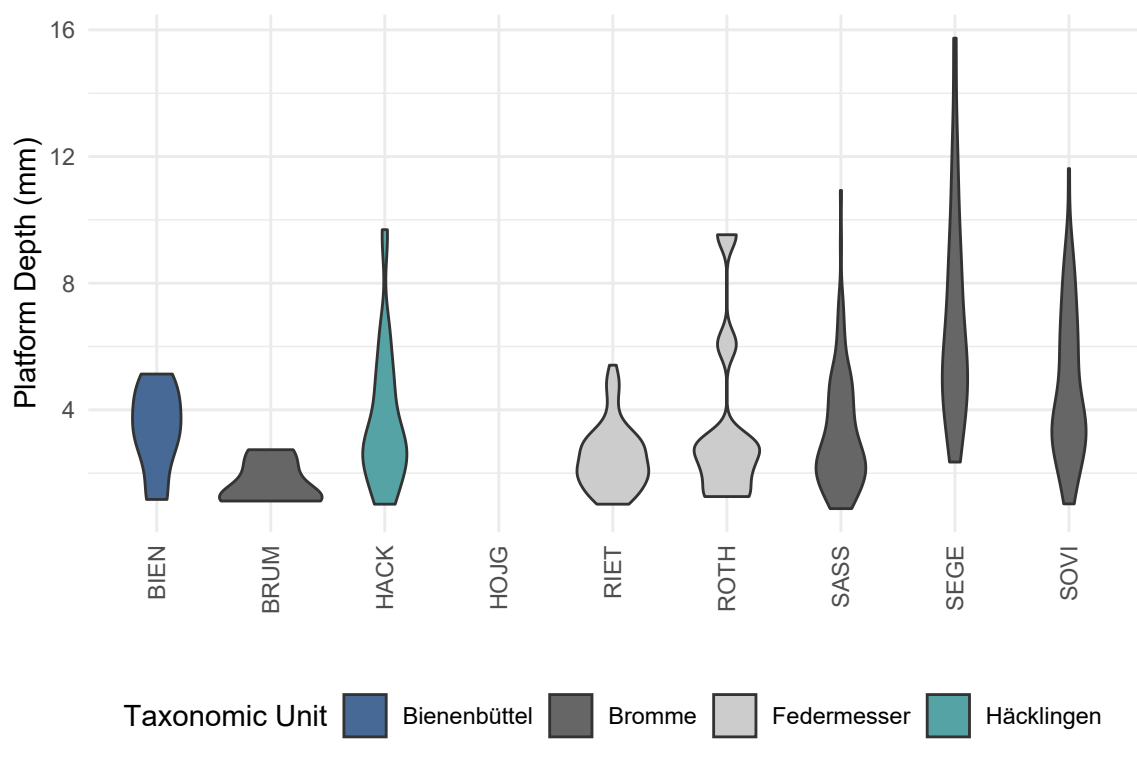 Platform Depth (mm)
16
12
8
4
BIEN
BRUM
HACK
HOJG
RIET
ROTH
SASS
SEGE
SOVI
Taxonomic Unit Bienenbüttel Bromme Federmesser Häcklingen